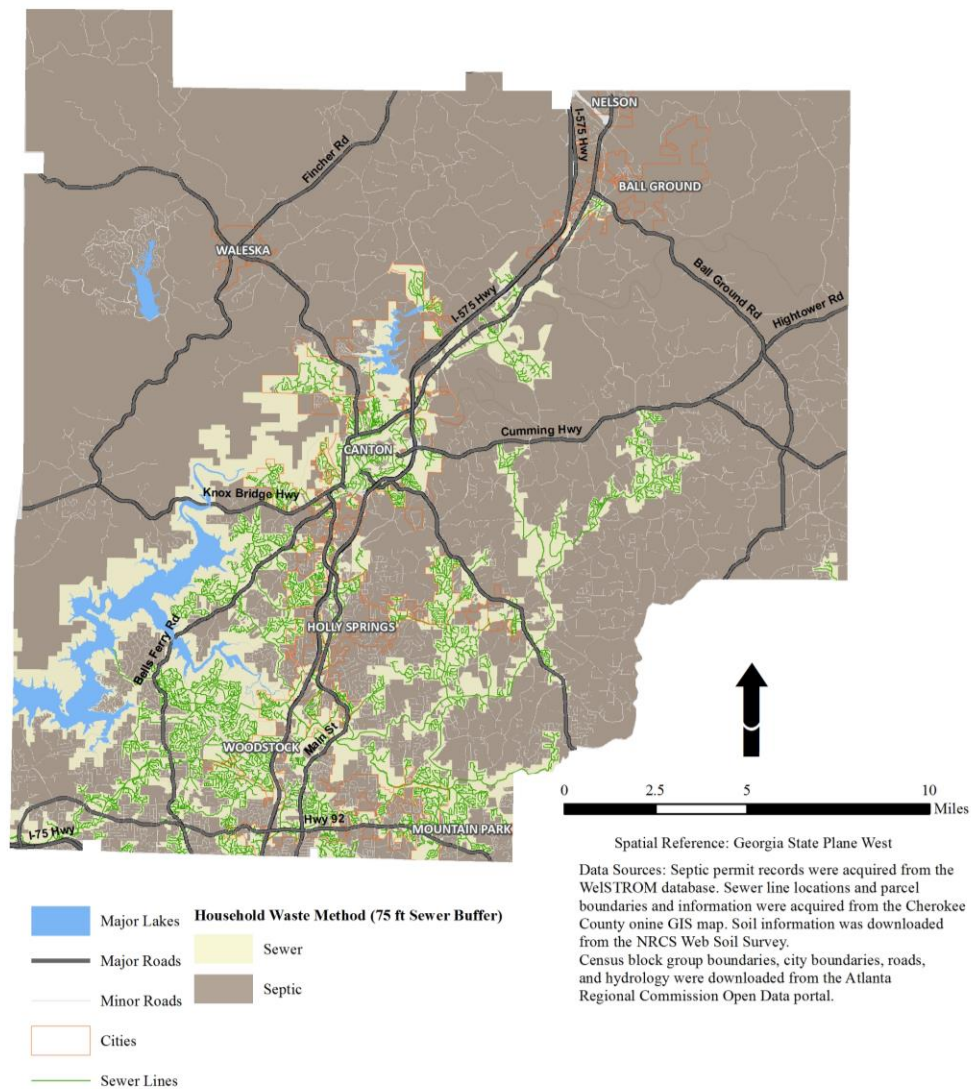 NELSON
I-575 Hwy
BALL GROUND
Fincher Rd
WALESKA
Ball Ground Rd
Hightower Rd
I-575 Hwy
Cumming Hwy
CANTON
Knox Bridge Hwy
HOLLY SPRINGS
Bells Ferry Rd
Main St
WOODSTOCK
Hwy 92
MOUNTAIN PARK
I-75 Hwy
0 2.5 5 10
Miles
Spatial Reference: Georgia State Plane West
Data Sources: Septic permit records were acquired from the
WelSTROM database. Sewer line locations and parcel
boundaries and information were acquired from the Cherokee
County onine GIS map. Soil information was downloaded
from the NRCS Web Soil Survey.
Census block group boundaries, city boundaries, roads,
and hydrology were downloaded from the Atlanta
Regional Commission Open Data portal.
Major Lakes
Major Roads
Minor Roads
Cities
Sewer Lines
Household Waste Method (75 ft Sewer Buffer)
Sewer
Septic